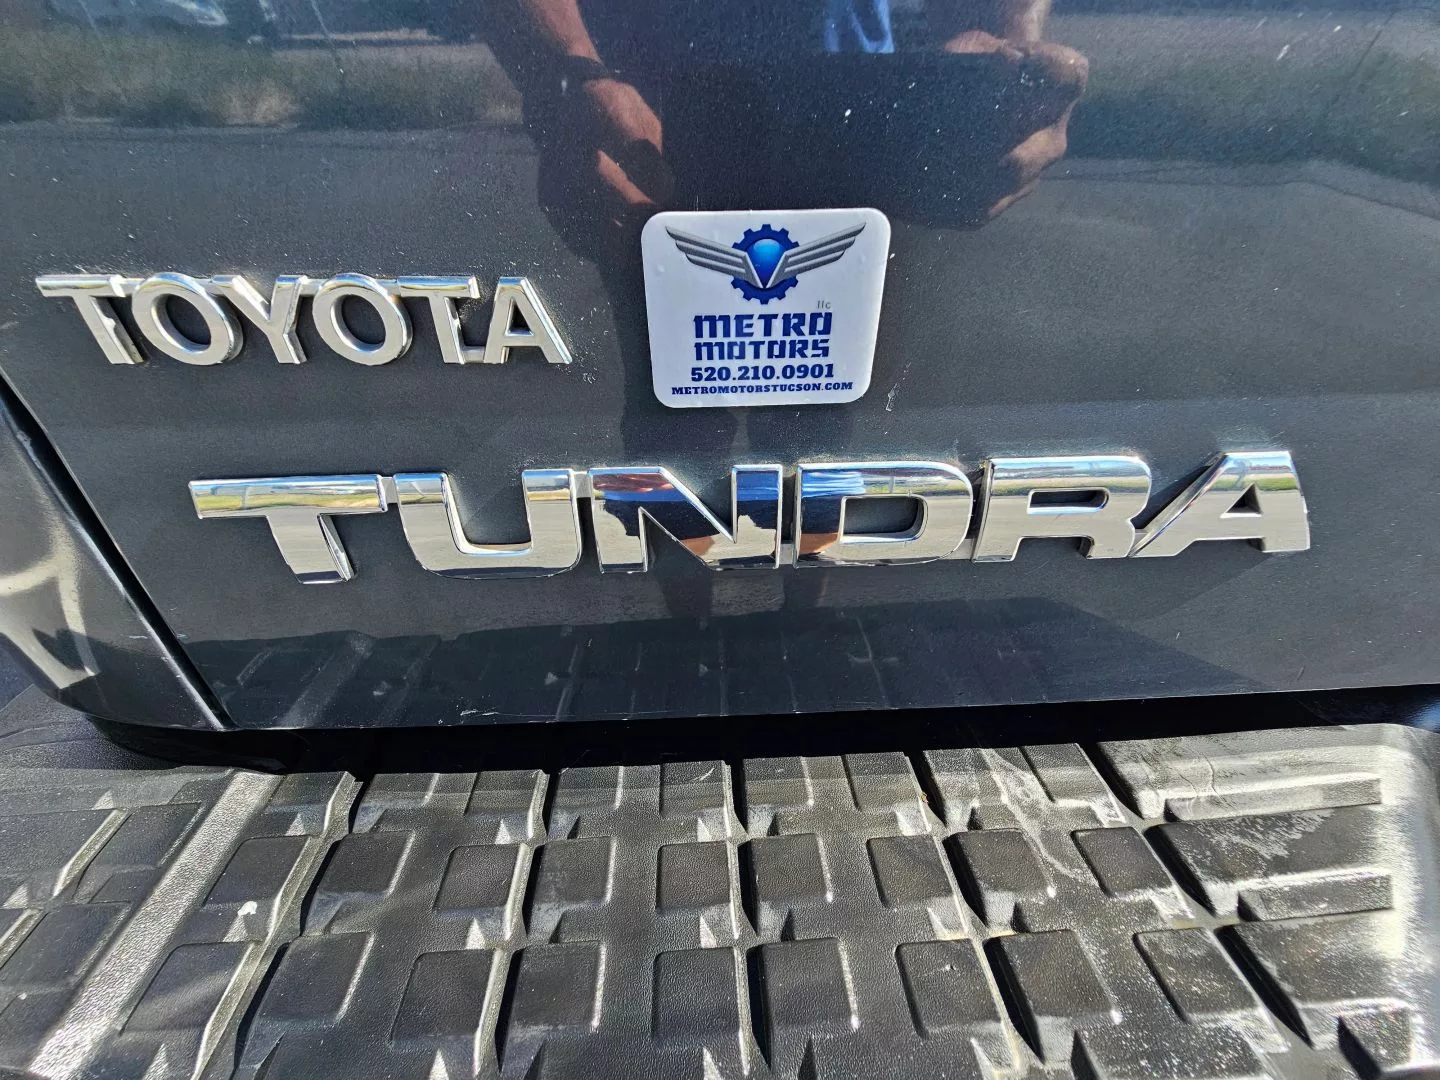 TOYOTA
llc
METRO
MOTORS
520.210.0901
METROMOTORSTUCSON.COM
TUNDRA